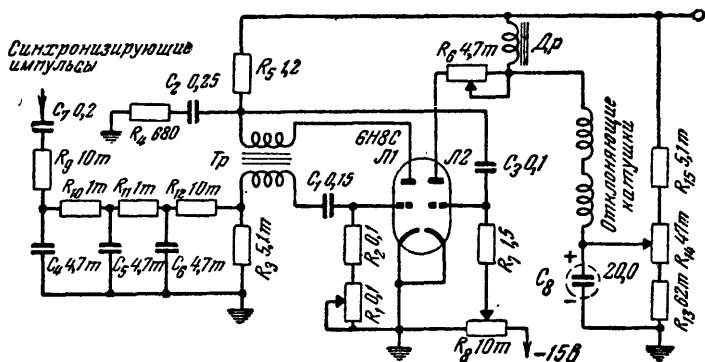 Синхронизирующие
импульсы
C7 0,2
R9 10т
R10 1т
R11 1т
R12 10т
C4 4,7т
C5 4,7т
C6 4,7т
R3 5,1т
R4 680
C2 0,25
R5 1,2
Тр
C1 0,15
R2 0,1
R1 0,1
6Н8С
Л1
Л2
R6 4,7т
Др
C3 0,1
R7 1,5
R8 10т
-15В
Отклоняющие
катушки
+
C8
20,0
-
R15 5,1т
R14 47т
R13 62т